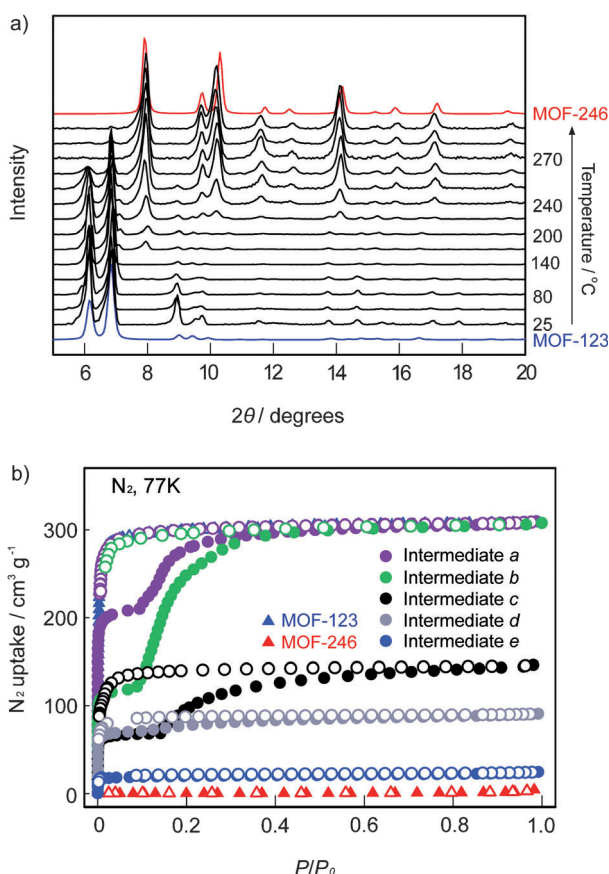 a)
Intensity
MOF-246
270
240
200
140
80
25
MOF-123
Temperature / °C
6 8 10 12 14 16 18 20
2θ / degrees
b)
N₂, 77K
N₂ uptake / cm³ g⁻¹
300
200
100
0
MOF-123
MOF-246
Intermediate a
Intermediate b
Intermediate c
Intermediate d
Intermediate e
0 0.2 0.4 0.6 0.8 1.0
P/P₀